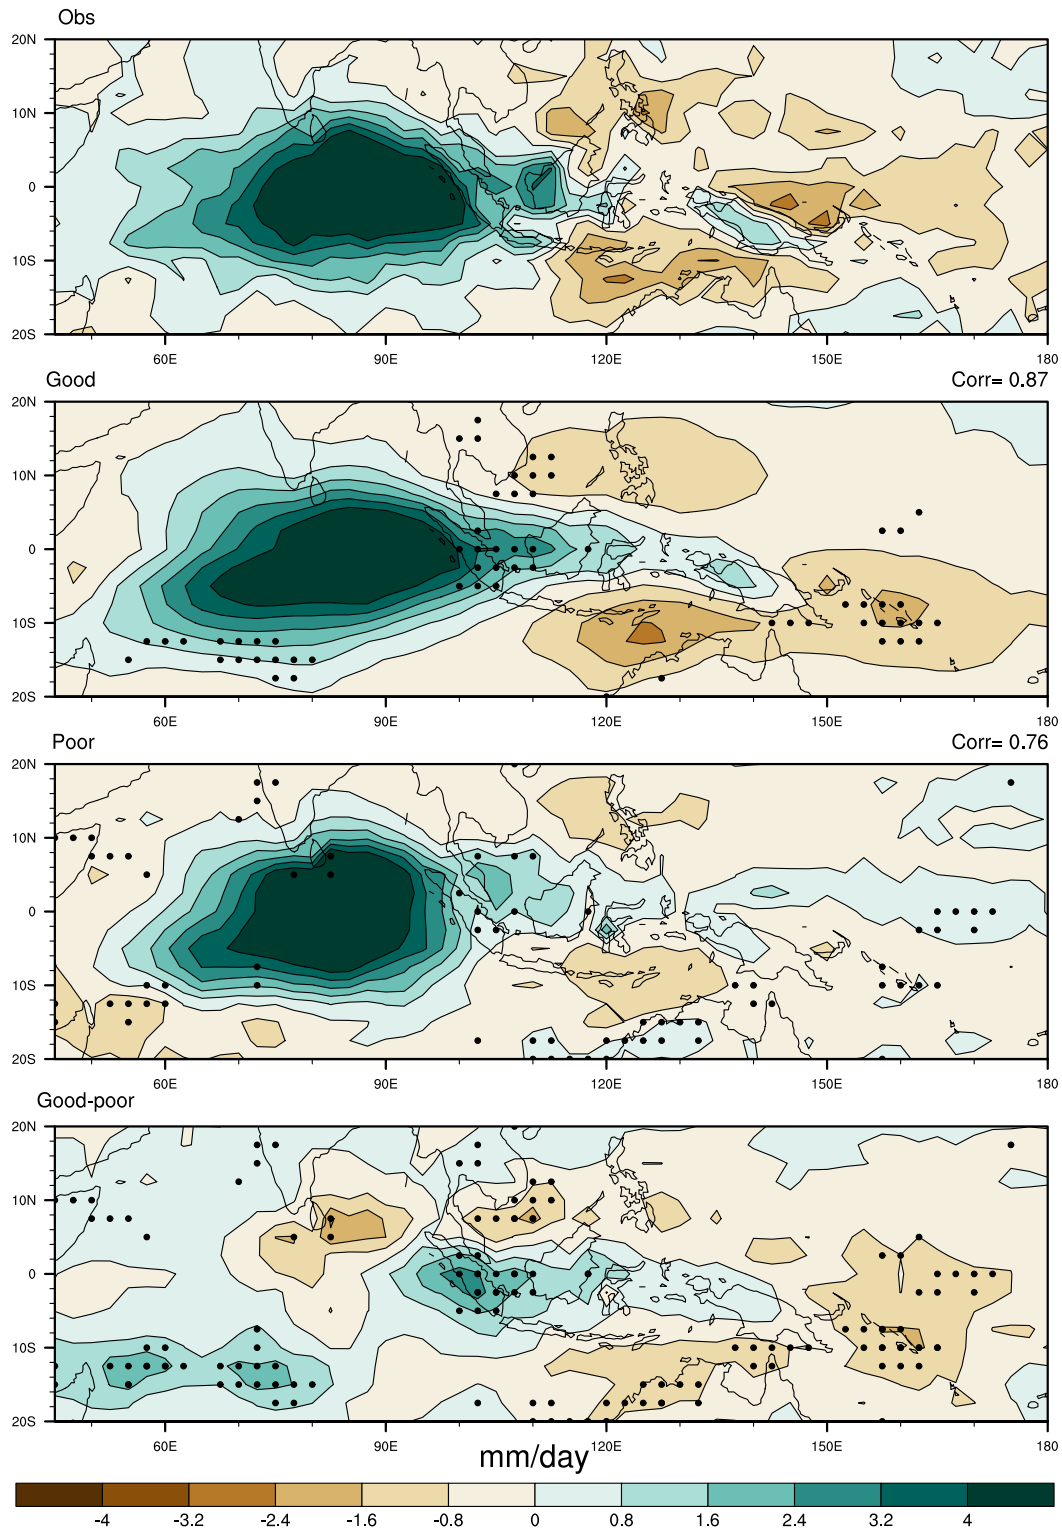 Obs
20N
10N
0
10S
20S
60E 90E 120E 150E 180
Good Corr= 0.87
20N
10N
0
10S
20S
60E 90E 120E 150E 180
Poor Corr= 0.76
20N
10N
0
10S
20S
60E 90E 120E 150E 180
Good-poor
20N
10N
0
10S
20S
60E 90E 120E 150E 180
mm/day
-4 -3.2 -2.4 -1.6 -0.8 0 0.8 1.6 2.4 3.2 4